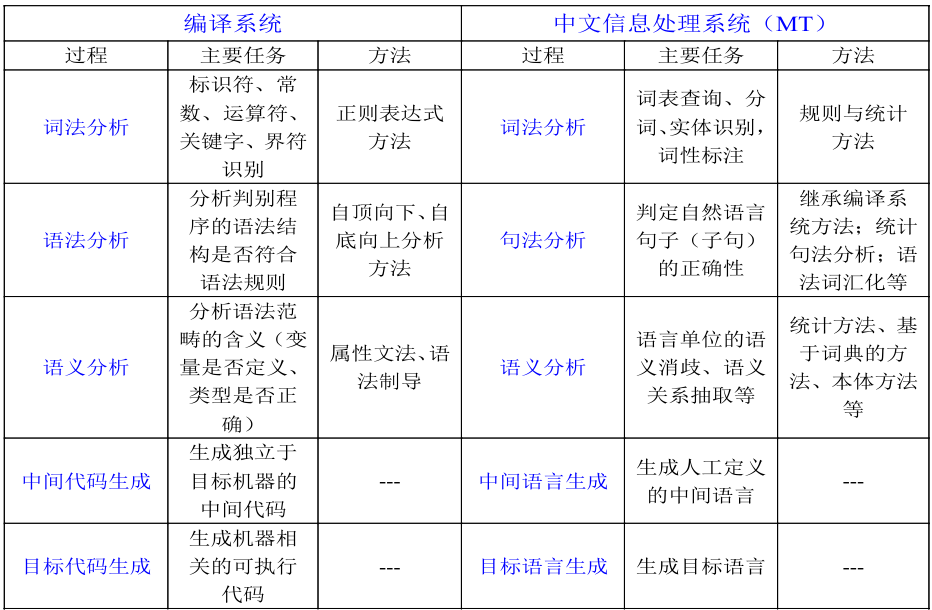 编译系统
中文信息处理系统（MT）
过程
主要任务
方法
过程
主要任务
方法
词法分析
标识符、常
数、运算符、
关键字、界符
识别
正则表达式
方法
词法分析
词表查询、分
词、实体识别，
词性标注
规则与统计
方法
语法分析
分析判别程
序的语法结
构是否符合
语法规则
自顶向下、自
底向上分析
方法
句法分析
判定自然语言
句子（子句）
的正确性
继承编译系
统方法；统计
句法分析；语
法词汇化等
语义分析
分析语法范
畴的含义（变
量是否定义、
类型是否正
确）
属性文法、语
法制导
语义分析
语言单位的语
义消歧、语义
关系抽取等
统计方法、基
于词典的方
法、本体方法
等
中间代码生成
生成独立于
目标机器的
中间代码
---
中间语言生成
生成人工定义
的中间语言
---
目标代码生成
生成机器相
关的可执行
代码
---
目标语言生成
生成目标语言
---